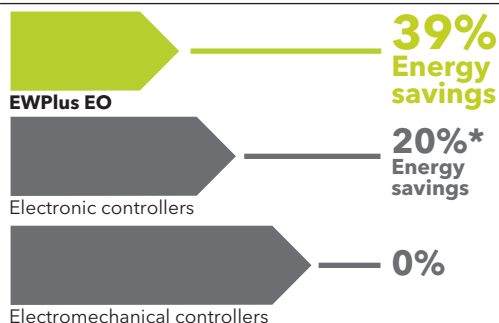 39%
Energy
savings
EWPlus EO
20%*
Energy
savings
Electronic controllers
0%
Electromechanical controllers